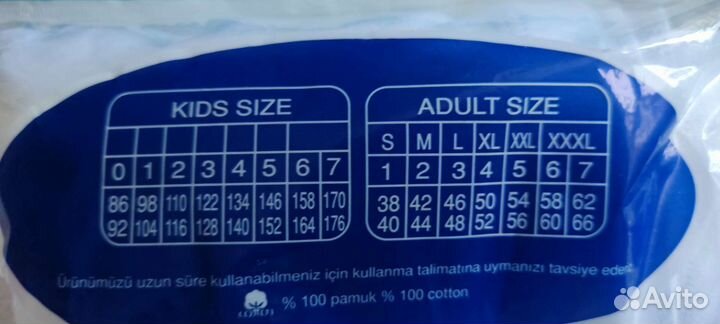 KIDS SIZE
0 1 2 3 4 5 6 7
86 98 110 122 134 146 158 170
92 104 116 128 140 152 164 176
ADULT SIZE
S M L XL XXL XXXL
1 2 3 4 5 6 7
38 42 46 50 54 58 62
40 44 48 52 56 60 66
Ürünümüzü uzun süre kullanabilmeniz için kullanma talimatına uymanızı tavsiye ederiz
% 100 pamuk % 100 cotton
Avito